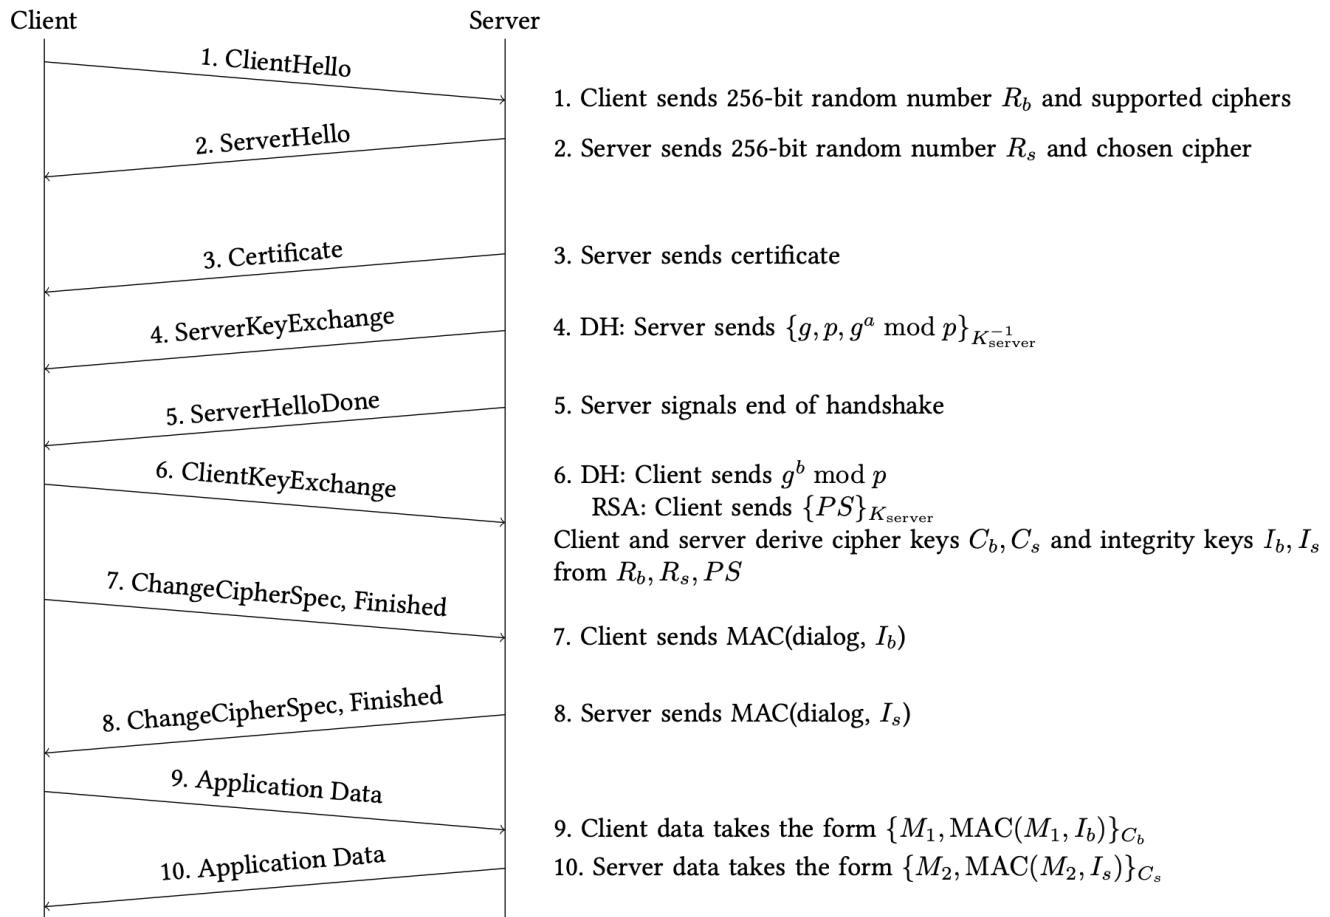 Client
Server
1. ClientHello
1. Client sends 256-bit random number R_b and supported ciphers
2. ServerHello
2. Server sends 256-bit random number R_s and chosen cipher
3. Certificate
3. Server sends certificate
4. ServerKeyExchange
4. DH: Server sends {g, p, g^a mod p}_{K_{server}^{-1}}
5. ServerHelloDone
5. Server signals end of handshake
6. ClientKeyExchange
6. DH: Client sends g^b mod p
RSA: Client sends {PS}_{K_{server}}
Client and server derive cipher keys C_b, C_s and integrity keys I_b, I_s
from R_b, R_s, PS
7. ChangeCipherSpec, Finished
7. Client sends MAC(dialog, I_b)
8. ChangeCipherSpec, Finished
8. Server sends MAC(dialog, I_s)
9. Application Data
9. Client data takes the form {M_1, MAC(M_1, I_b)}_{C_b}
10. Application Data
10. Server data takes the form {M_2, MAC(M_2, I_s)}_{C_s}